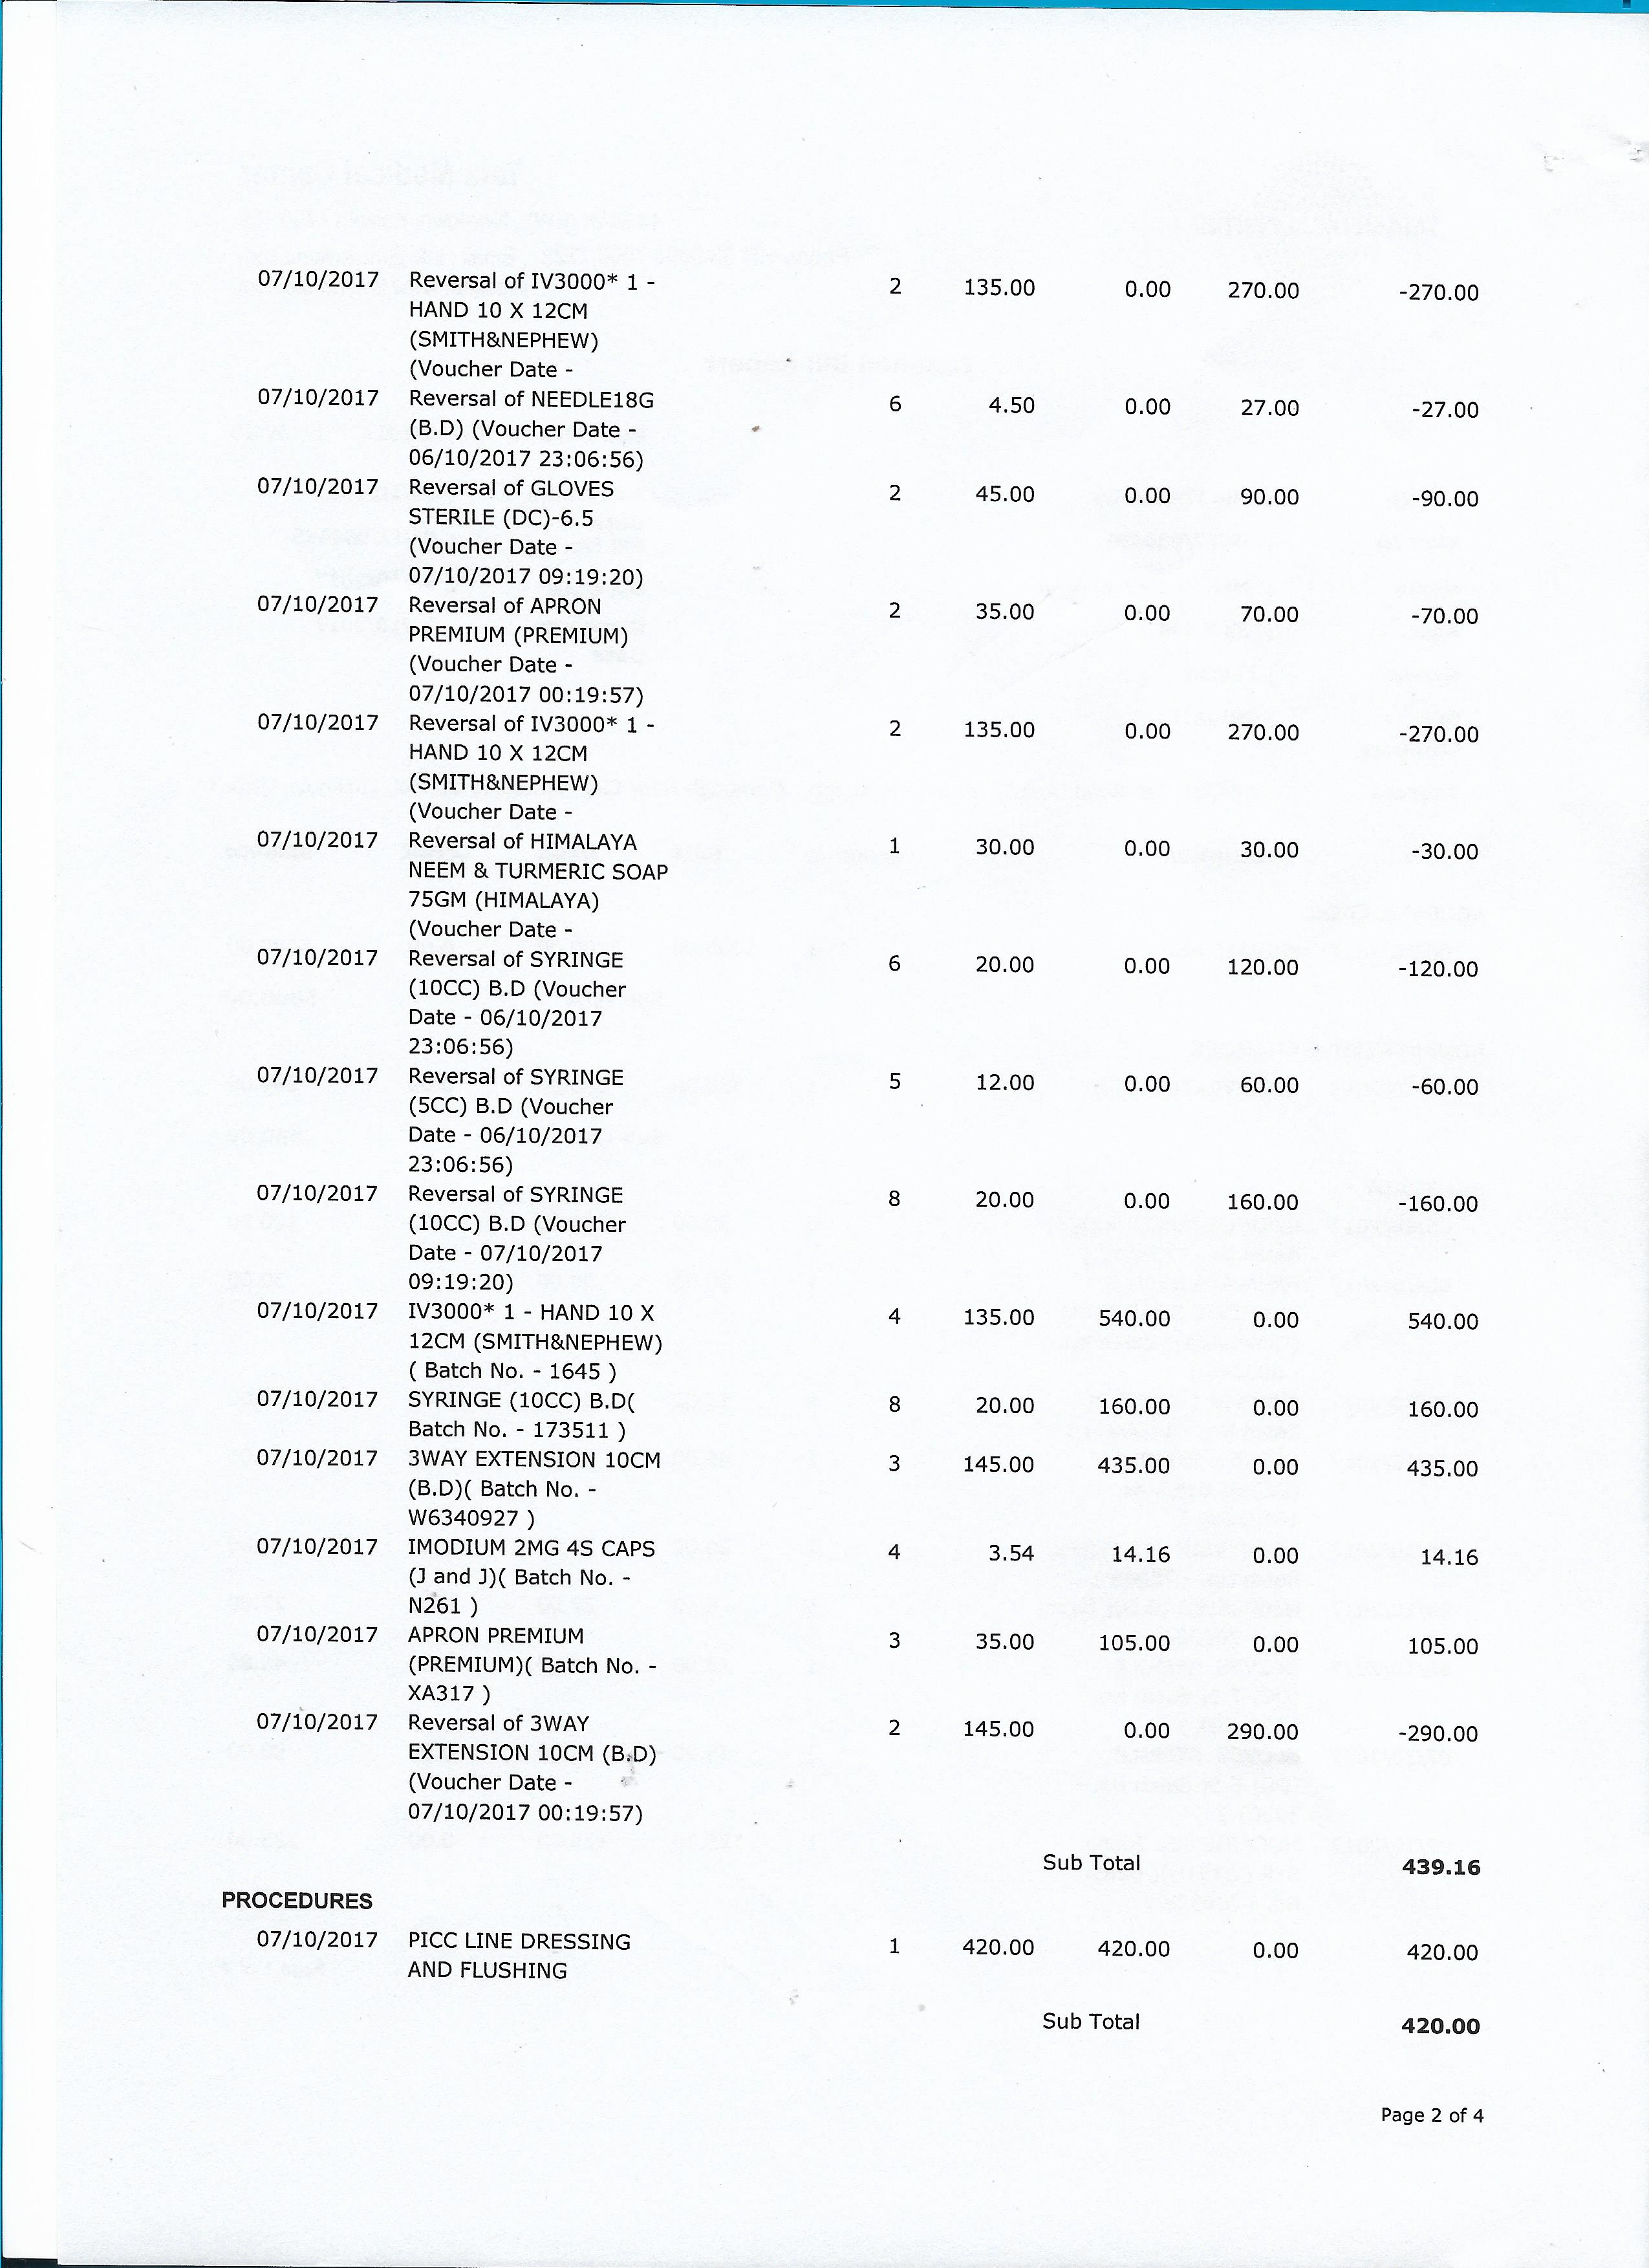 07/10/2017 Reversal of IV3000* 1 - 2 135.00 0.00 270.00 -270.00
HAND 10 X 12CM
(SMITH&NEPHEW)
(Voucher Date -
07/10/2017 Reversal of NEEDLE18G 6 4.50 0.00 27.00 -27.00
(B.D) (Voucher Date -
06/10/2017 23:06:56)
07/10/2017 Reversal of GLOVES 2 45.00 0.00 90.00 -90.00
STERILE (DC)-6.5
(Voucher Date -
07/10/2017 09:19:20)
07/10/2017 Reversal of APRON 2 35.00 0.00 70.00 -70.00
PREMIUM (PREMIUM)
(Voucher Date -
07/10/2017 00:19:57)
07/10/2017 Reversal of IV3000* 1 - 2 135.00 0.00 270.00 -270.00
HAND 10 X 12CM
(SMITH&NEPHEW)
(Voucher Date -
07/10/2017 Reversal of HIMALAYA 1 30.00 0.00 30.00 -30.00
NEEM & TURMERIC SOAP
75GM (HIMALAYA)
(Voucher Date -
07/10/2017 Reversal of SYRINGE 6 20.00 0.00 120.00 -120.00
(10CC) B.D (Voucher
Date - 06/10/2017
23:06:56)
07/10/2017 Reversal of SYRINGE 5 12.00 0.00 60.00 -60.00
(5CC) B.D (Voucher
Date - 06/10/2017
23:06:56)
07/10/2017 Reversal of SYRINGE 8 20.00 0.00 160.00 -160.00
(10CC) B.D (Voucher
Date - 07/10/2017
09:19:20)
07/10/2017 IV3000* 1 - HAND 10 X 4 135.00 540.00 0.00 540.00
12CM (SMITH&NEPHEW)
( Batch No. - 1645 )
07/10/2017 SYRINGE (10CC) B.D( 8 20.00 160.00 0.00 160.00
Batch No. - 173511 )
07/10/2017 3WAY EXTENSION 10CM 3 145.00 435.00 0.00 435.00
(B.D)( Batch No. -
W6340927 )
07/10/2017 IMODIUM 2MG 4S CAPS 4 3.54 14.16 0.00 14.16
(J and J)( Batch No. -
N261 )
07/10/2017 APRON PREMIUM 3 35.00 105.00 0.00 105.00
(PREMIUM)( Batch No. -
XA317 )
07/10/2017 Reversal of 3WAY 2 145.00 0.00 290.00 -290.00
EXTENSION 10CM (B.D)
(Voucher Date -
07/10/2017 00:19:57)
Sub Total 439.16
PROCEDURES
07/10/2017 PICC LINE DRESSING 1 420.00 420.00 0.00 420.00
AND FLUSHING
Sub Total 420.00
Page 2 of 4